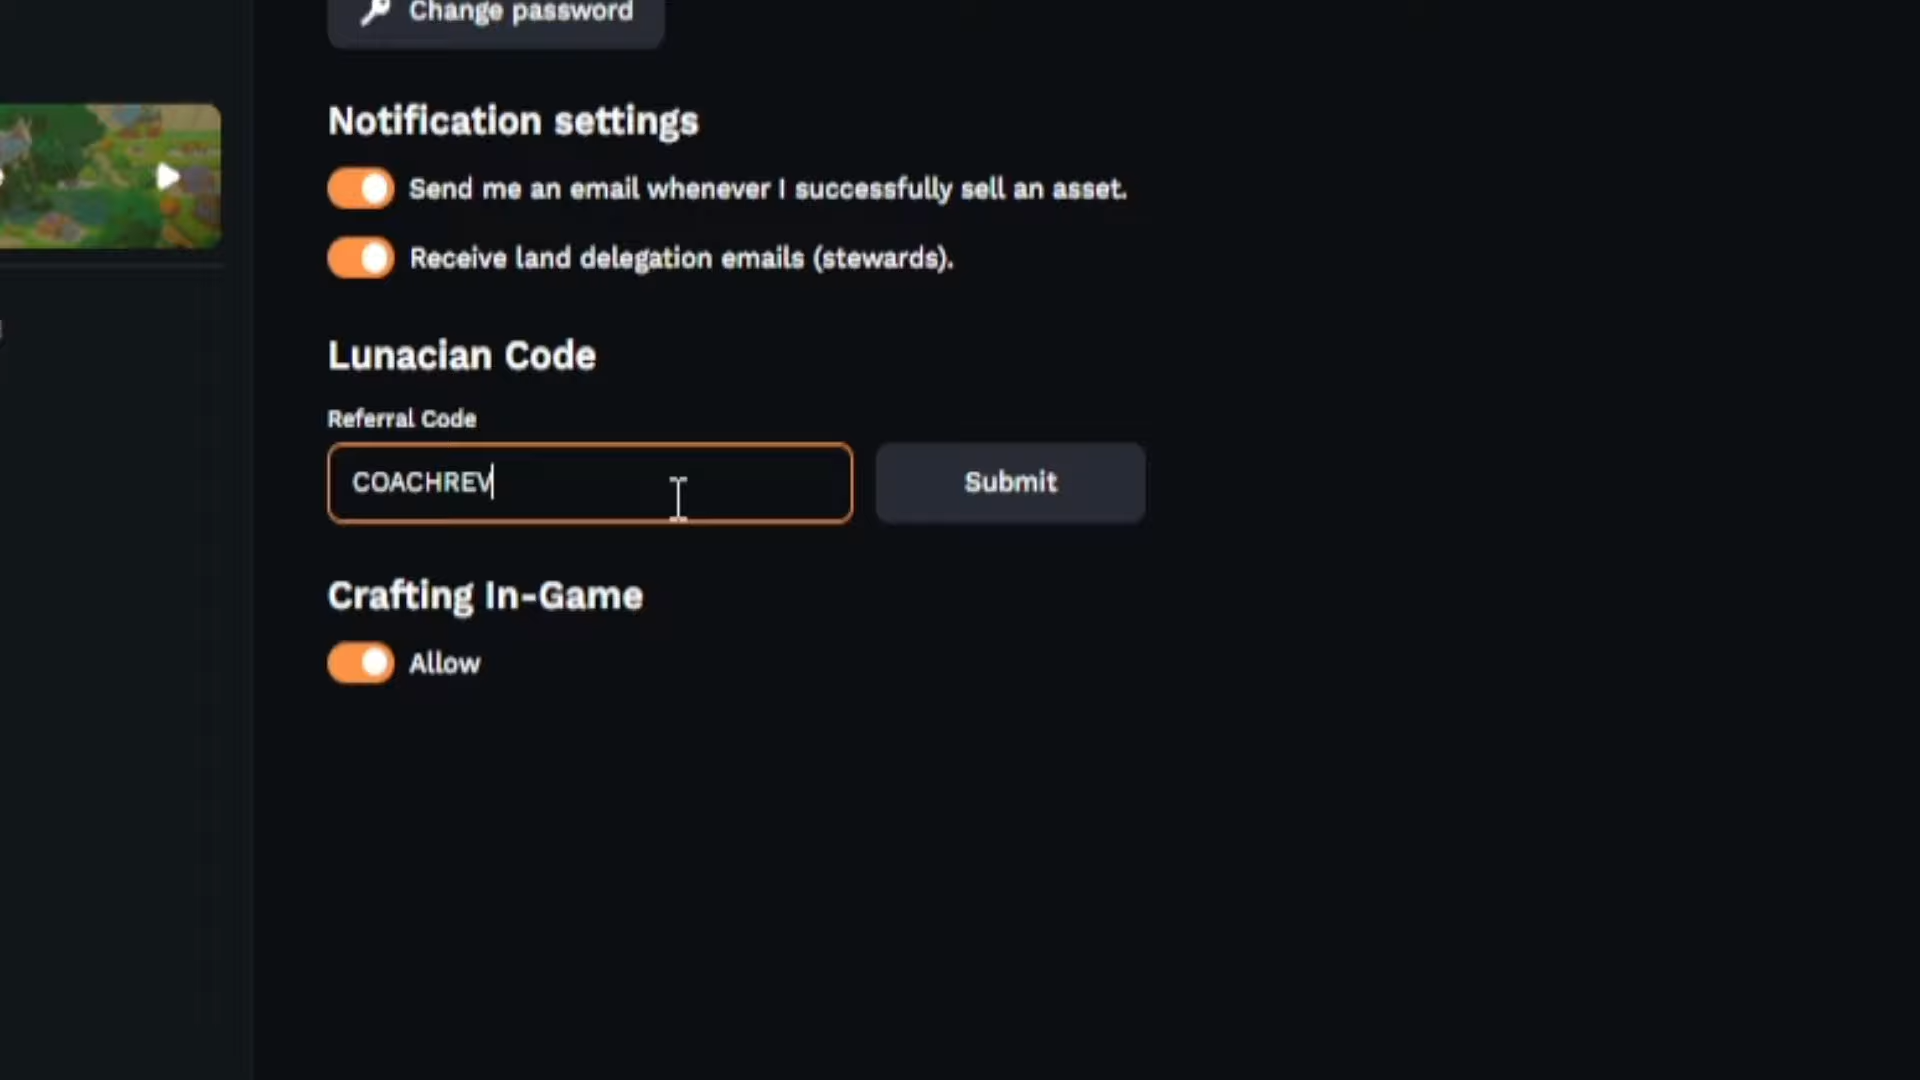 Change password
Notification settings
Send me an email whenever I successfully sell an asset.
Receive land delegation emails (stewards).
Lunacian Code
Referral Code
COACHREV
Submit
Crafting In-Game
Allow